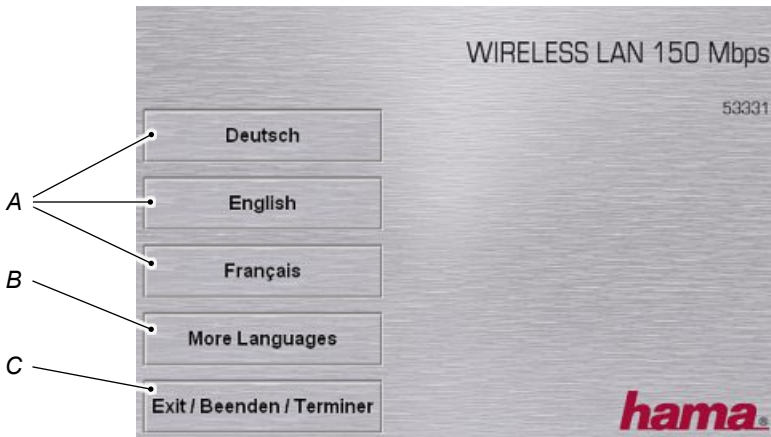 WIRELESS LAN 150 Mbps
53331
Deutsch
A
English
Français
B
More Languages
C
Exit / Beenden / Terminer
hama®